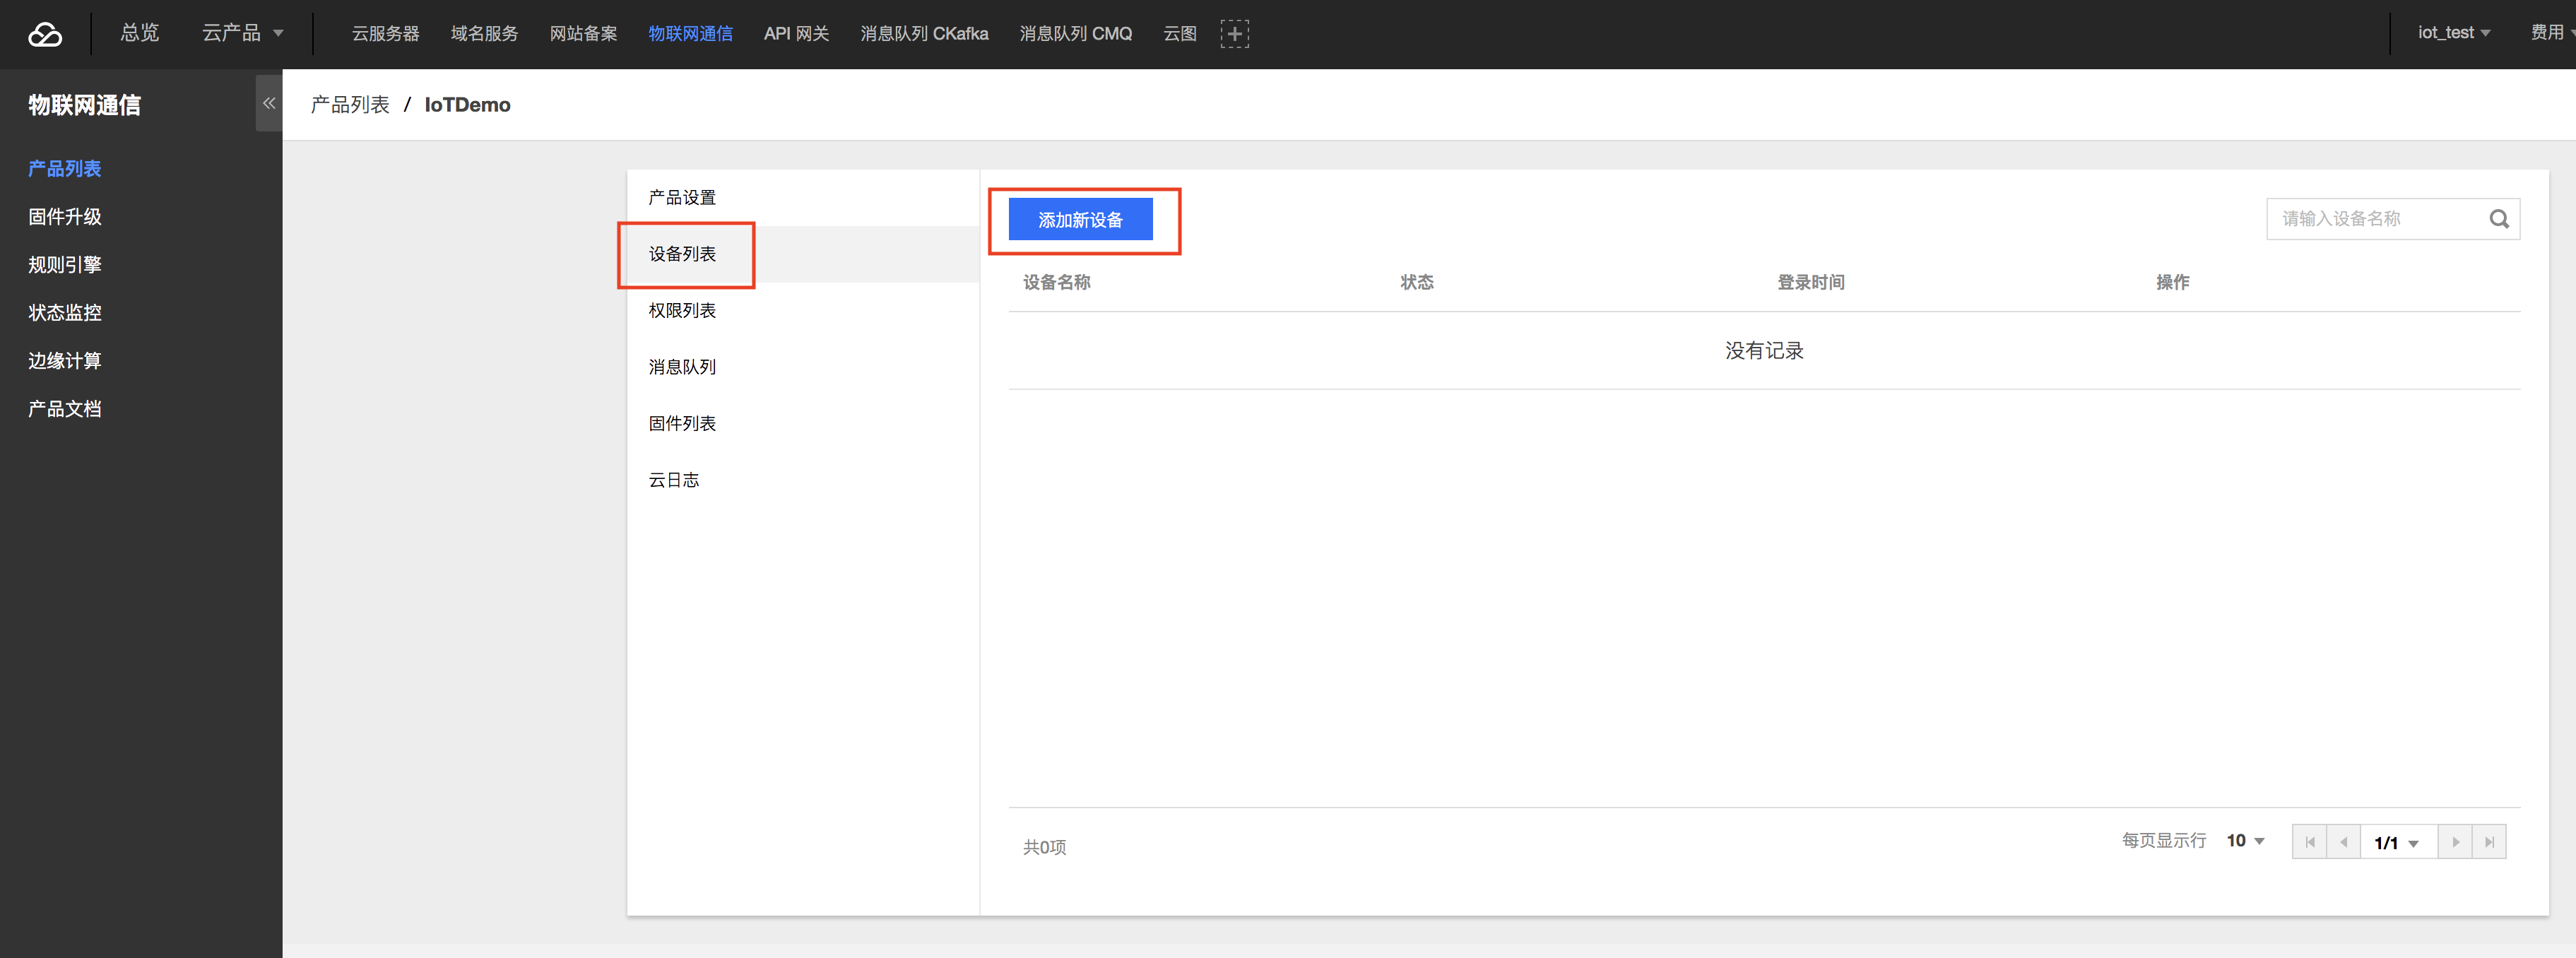 总览 云产品 云服务器 域名服务 网站备案 物联网通信 API 网关 消息队列 CKafka 消息队列 CMQ 云图 iot_test 费用
物联网通信
产品列表
固件升级
规则引擎
状态监控
边缘计算
产品文档
产品列表 / IoTDemo
产品设置
设备列表
权限列表
消息队列
固件列表
云日志
添加新设备
请输入设备名称
设备名称 状态 登录时间 操作
没有记录
共0项
每页显示行 10 1/1